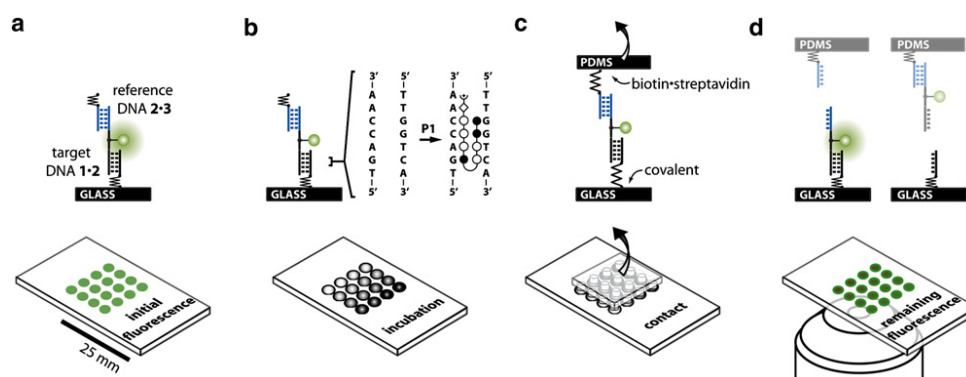 a
reference
DNA 2•3
target
DNA 1•2
GLASS
initial
fluorescence
25 mm
b
3′ 5′ 3′ 5′
A T A T
A T A T
C G C G
C G C G
A T A T
G C G C
T A T A
5′ 3′ 5′ 3′
P1
GLASS
incubation
c
PDMS
biotin•streptavidin
covalent
GLASS
contact
d
PDMS PDMS
GLASS GLASS
remaining
fluorescence